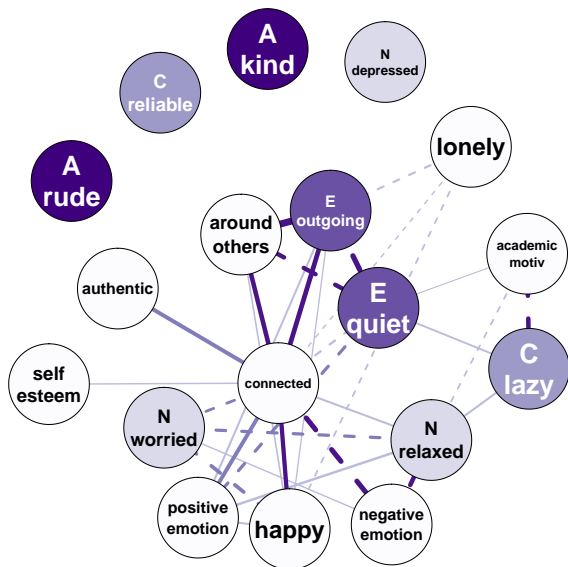 A
kind
N
depressed
C
reliable
lonely
A
rude
E
outgoing
around
others
academic
motiv
authentic
E
quiet
C
lazy
self
esteem
connected
N
worried
N
relaxed
positive
emotion
happy
negative
emotion